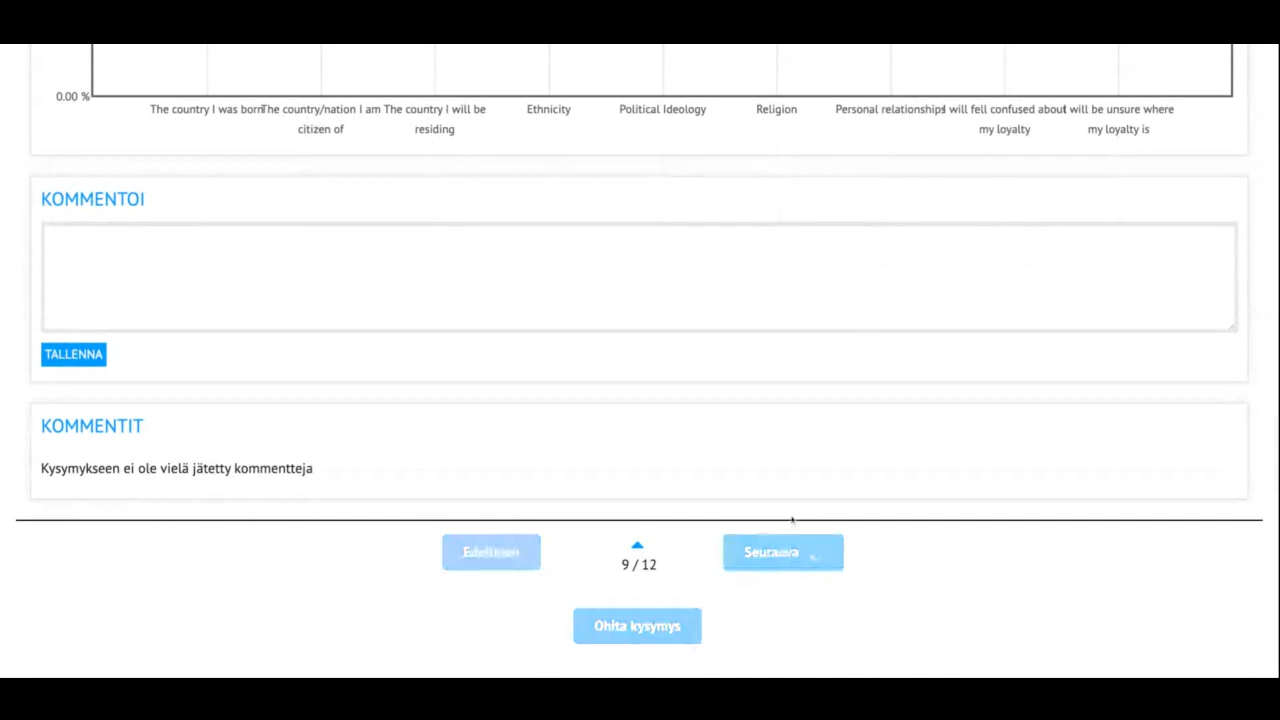 0.00 %
The country I was born The country/nation I am The country I will be Ethnicity Political Ideology Religion Personal relationships I will fell confused about I will be unsure where
citizen of residing my loyalty my loyalty is
KOMMENTOI
TALLENNA
KOMMENTIT
Kysymykseen ei ole vielä jätetty kommentteja
Edellinen 9 / 12 Seuraava
Ohita kysymys